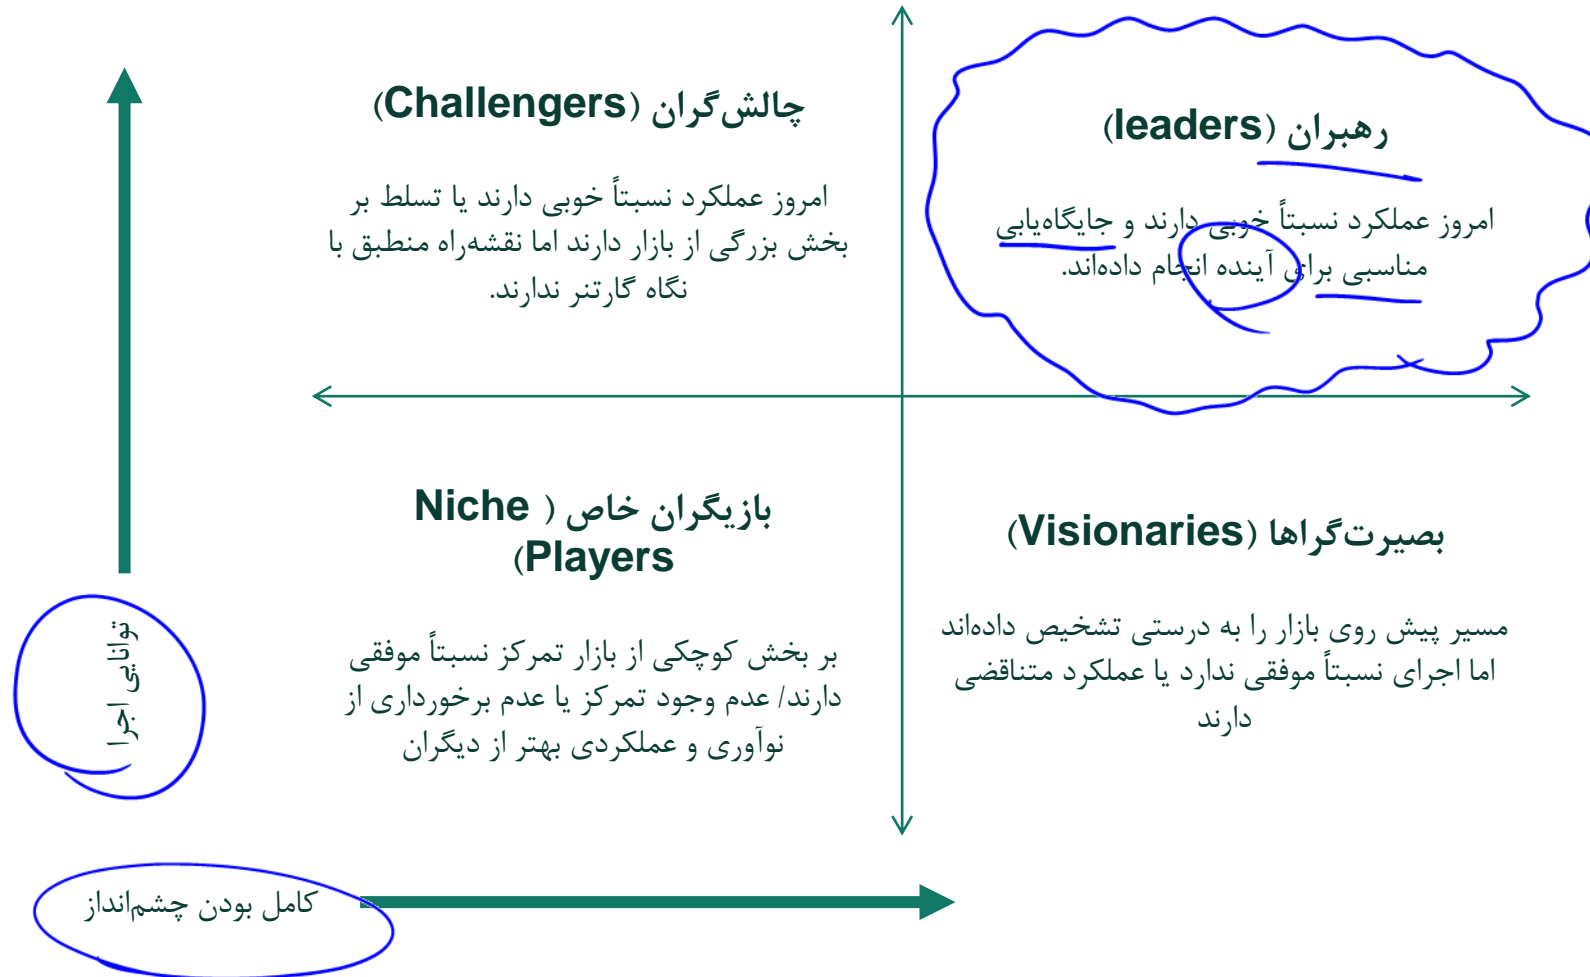 چالش‌گران (Challengers)
امروز عملکرد نسبتاً خوبی دارند یا تسلط بر
بخش بزرگی از بازار دارند اما نقشه‌راه منطبق با
نگاه گارتنر ندارند.
رهبران (leaders)
امروز عملکرد نسبتاً خوبی دارند و جایگاه‌یابی
مناسبی برای آینده انجام داده‌اند.
بازیگران خاص (Niche
Players)
بر بخش کوچکی از بازار تمرکز نسبتاً موفقی
دارند/ عدم وجود تمرکز یا عدم برخورداری از
نوآوری و عملکردی بهتر از دیگران
بصیرت‌گراها (Visionaries)
مسیر پیش روی بازار را به درستی تشخیص داده‌اند
اما اجرای نسبتاً موفقی ندارد یا عملکرد متناقضی
دارند
توانایی اجرا
کامل بودن چشم‌انداز